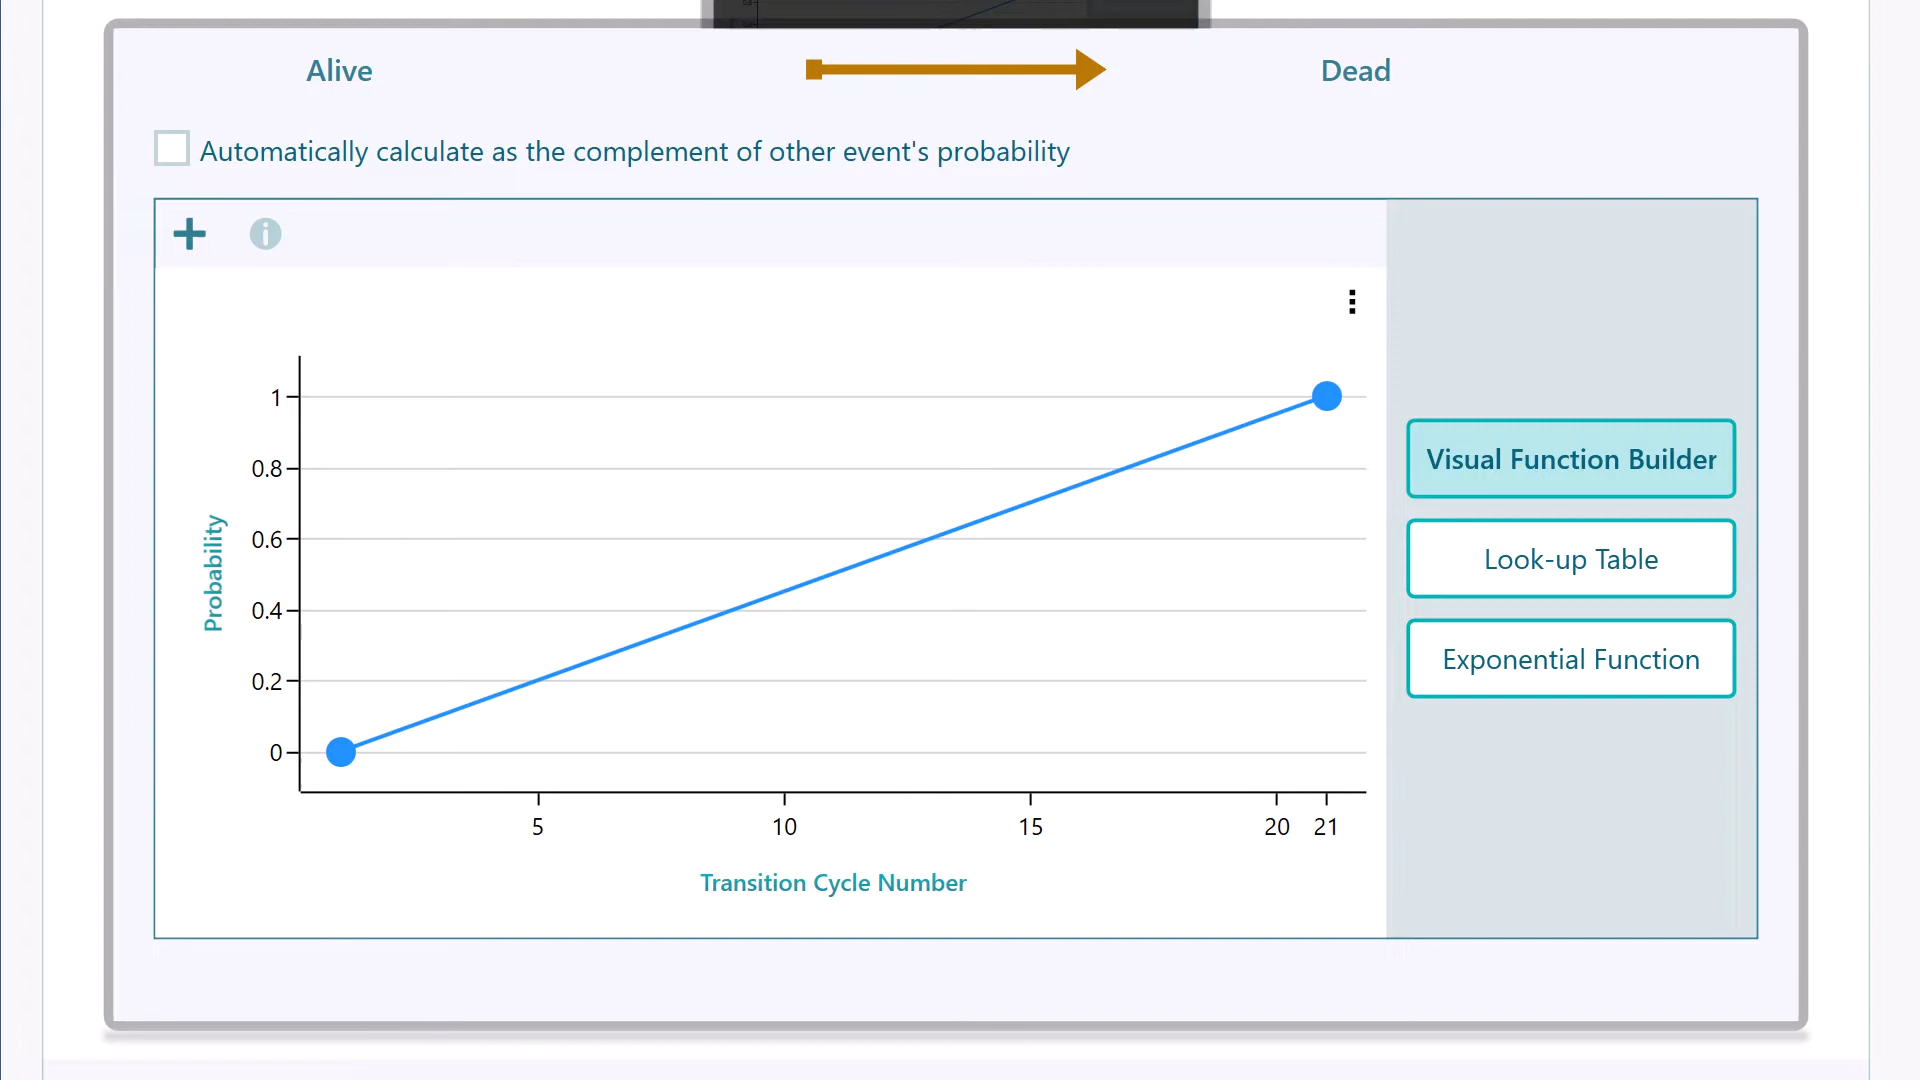 Alive
Dead
Automatically calculate as the complement of other event's probability
1
0.8
0.6
0.4
0.2
0
Probability
5 10 15 20 21
Transition Cycle Number
Visual Function Builder
Look-up Table
Exponential Function